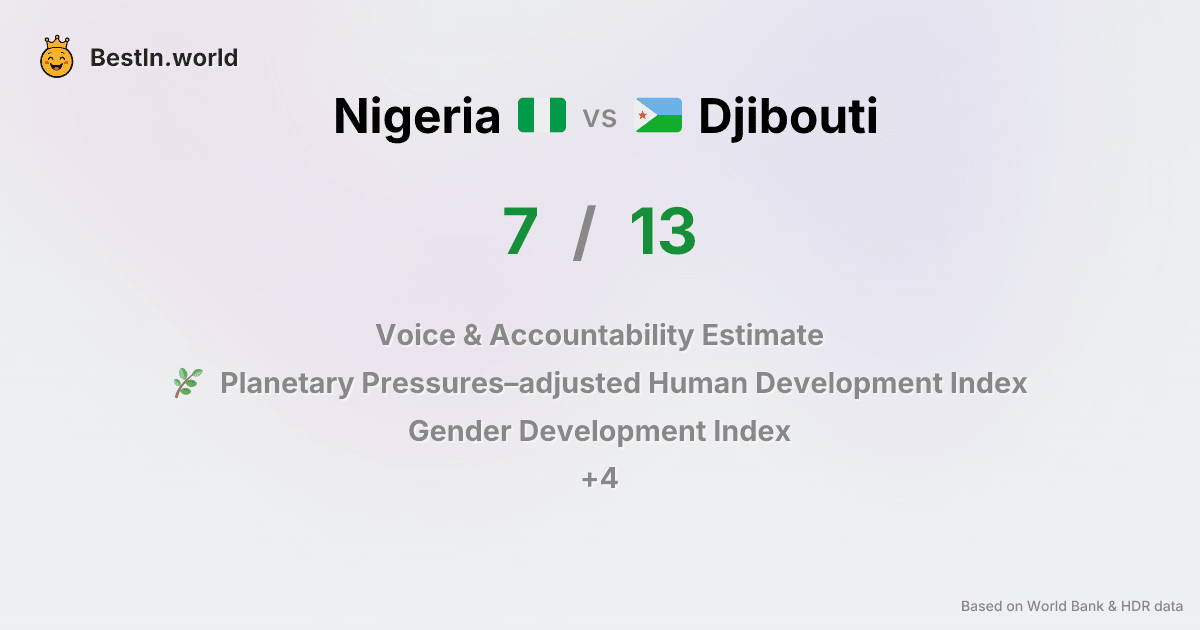 BestIn.world
Nigeria vs Djibouti
7 / 13
Voice & Accountability Estimate
Planetary Pressures–adjusted Human Development Index
Gender Development Index
+4
Based on World Bank & HDR data